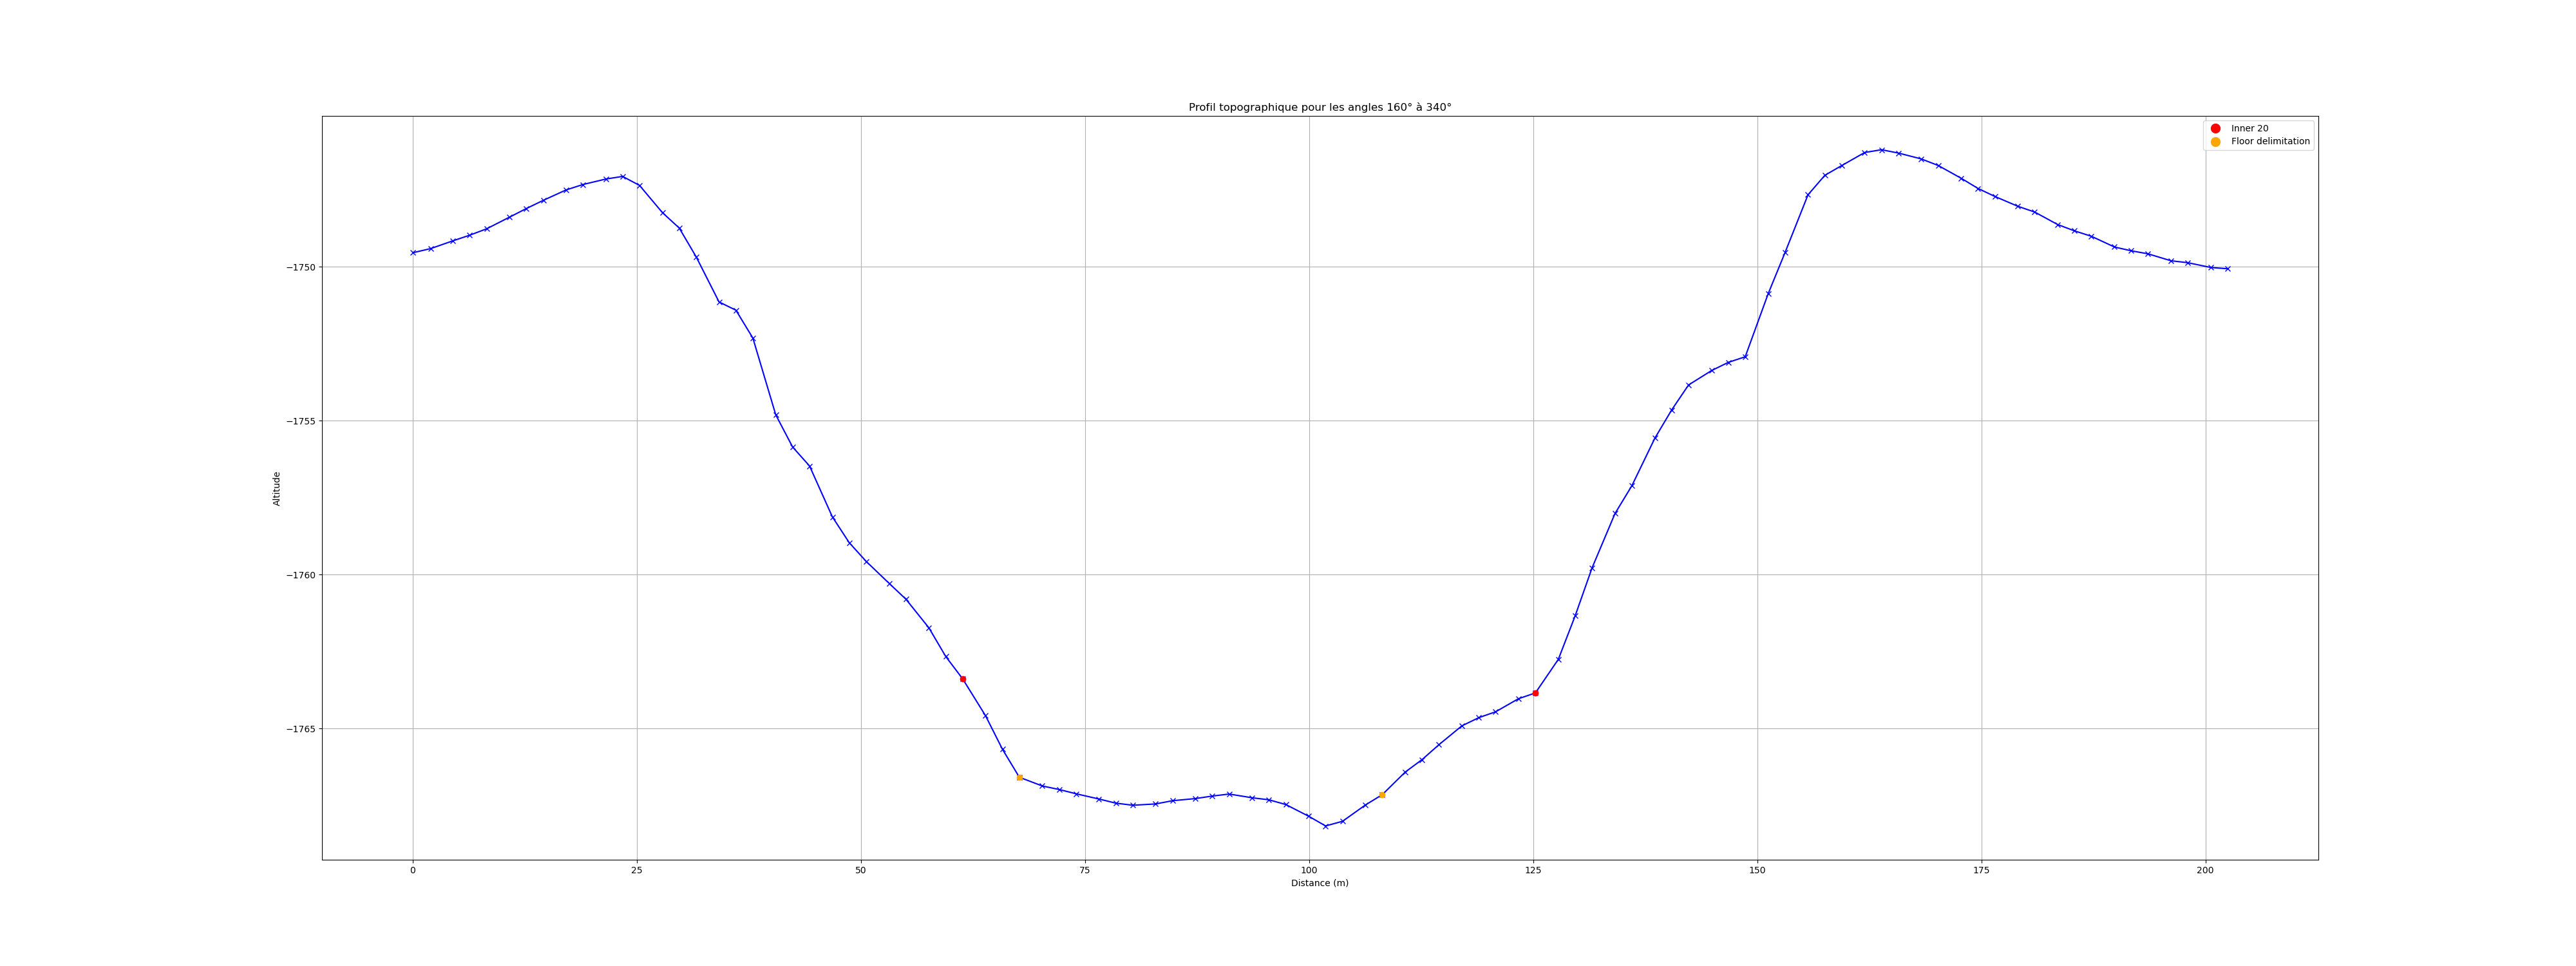 Profil topographique pour les angles 160° à 340°
Inner 20
Floor delimitation
Altitude
−1750
−1755
−1760
−1765
0 25 50 75 100 125 150 175 200
Distance (m)